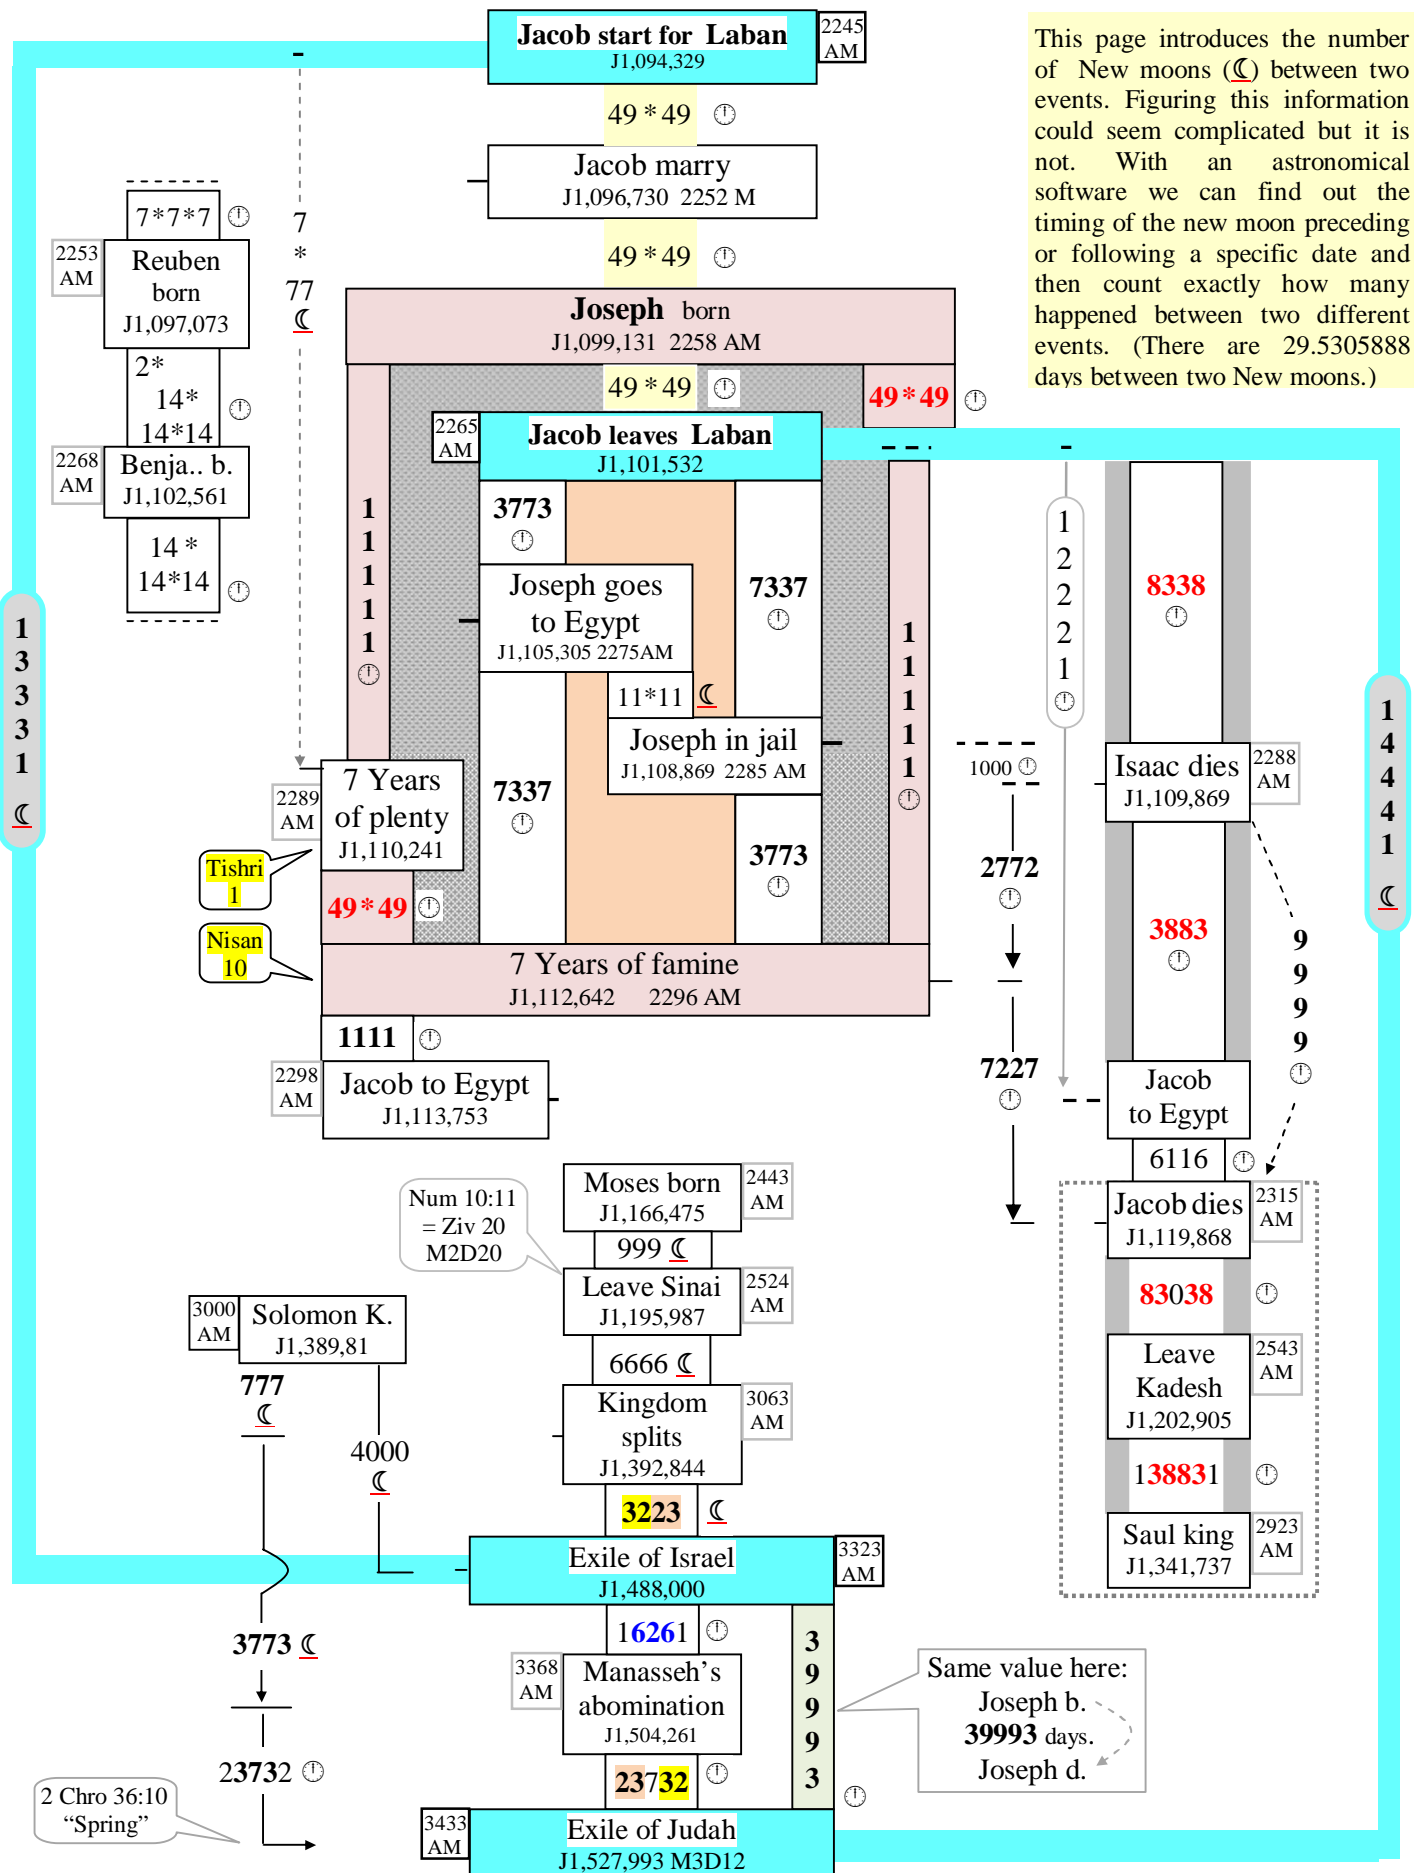 Jacob start for Laban
J1,094,329
2245
AM
This page introduces the number
of New moons (☾) between two
events. Figuring this information
could seem complicated but it is
not. With an astronomical
software we can find out the
timing of the new moon preceding
or following a specific date and
then count exactly how many
happened between two different
events. (There are 29.5305888
days between two New moons.)
-
49 * 49
Jacob marry
J1,096,730 2252 M
7*7*7
2253
AM
Reuben
born
J1,097,073
7
*
77
☾
49 * 49
Joseph born
J1,099,131 2258 AM
2*
14*
14*14
49 * 49
49 * 49
2265
AM
Jacob leaves Laban
J1,101,532
2268
AM
Benja.. b.
J1,102,561
14 *
14*14
1
1
1
1
1
3773
Joseph goes
to Egypt
J1,105,305 2275AM
7337
11*11 ☾
Joseph in jail
J1,108,869 2285 AM
7337
3773
1
1
1
1
1
1
2
2
2
1
8338
1
3
3
3
1
☾
1
4
4
4
1
☾
1000
Isaac dies
J1,109,869
2288
AM
2289
AM
7 Years
of plenty
J1,110,241
Tishri
1
49 * 49
Nisan
10
2772
3883
9
9
9
9
7 Years of famine
J1,112,642 2296 AM
1111
2298
AM
Jacob to Egypt
J1,113,753
7227
Jacob
to Egypt
6116
Jacob dies
J1,119,868
2315
AM
Moses born
J1,166,475
2443
AM
Num 10:11
= Ziv 20
M2D20
999 ☾
Leave Sinai
J1,195,987
2524
AM
83038
3000
AM
Solomon K.
J1,389,81
6666 ☾
Leave
Kadesh
J1,202,905
2543
AM
777
☾
4000
☾
Kingdom
splits
J1,392,844
3063
AM
138831
3223 ☾
Saul king
J1,341,737
2923
AM
Exile of Israel
J1,488,000
3323
AM
16261
3773 ☾
3368
AM
Manasseh's
abomination
J1,504,261
3
9
9
9
3
Same value here:
Joseph b.
39993 days.
Joseph d.
23732
23732
2 Chro 36:10
“Spring”
3433
AM
Exile of Judah
J1,527,993 M3D12